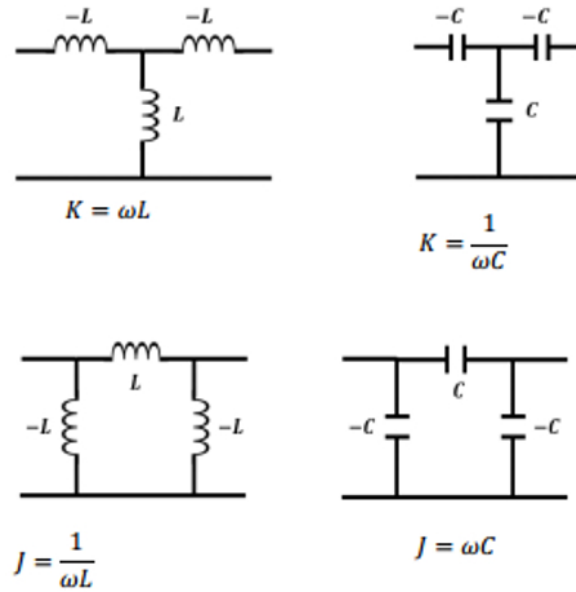 −L −L
L
K = ωL
−C −C
C
K = 1/ωC
L
−L −L
J = 1/ωL
C
−C −C
J = ωC